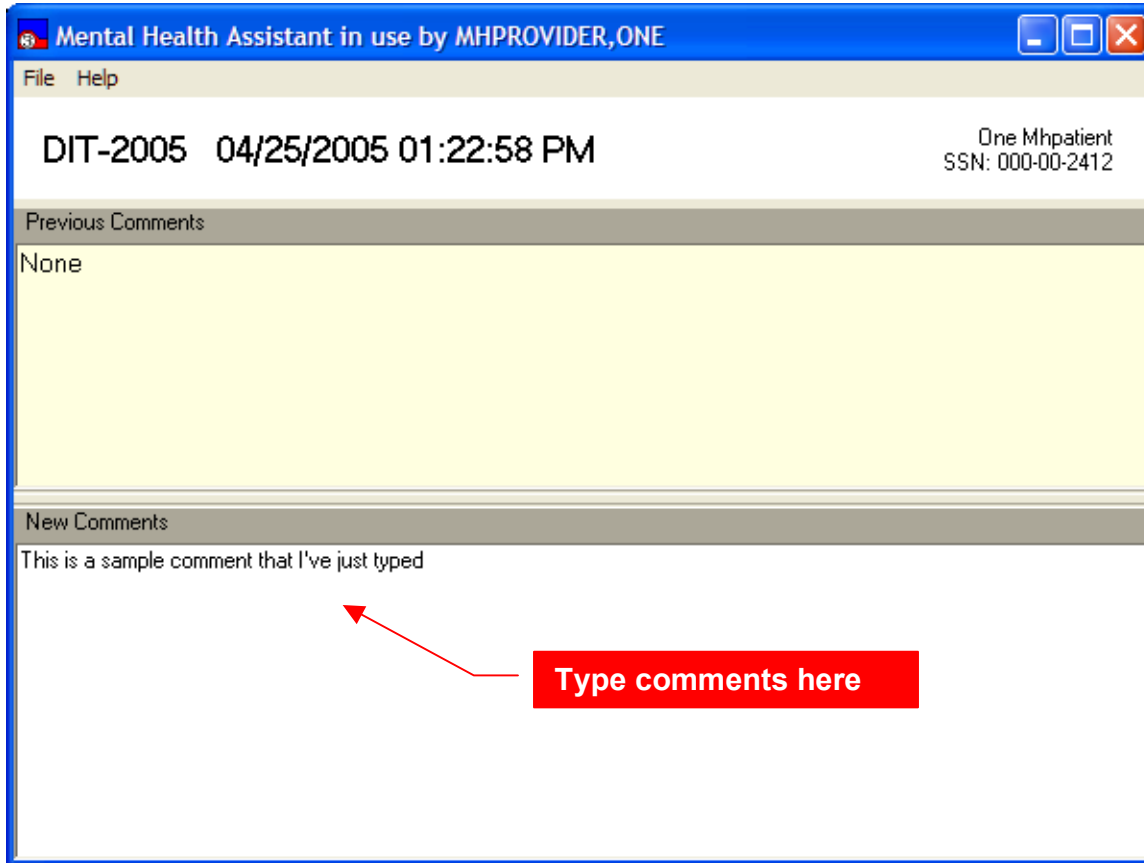 Mental Health Assistant in use by MHPROVIDER,ONE
File Help
DIT-2005 04/25/2005 01:22:58 PM
One Mhpatient
SSN: 000-00-2412
Previous Comments
None
New Comments
This is a sample comment that I've just typed
Type comments here